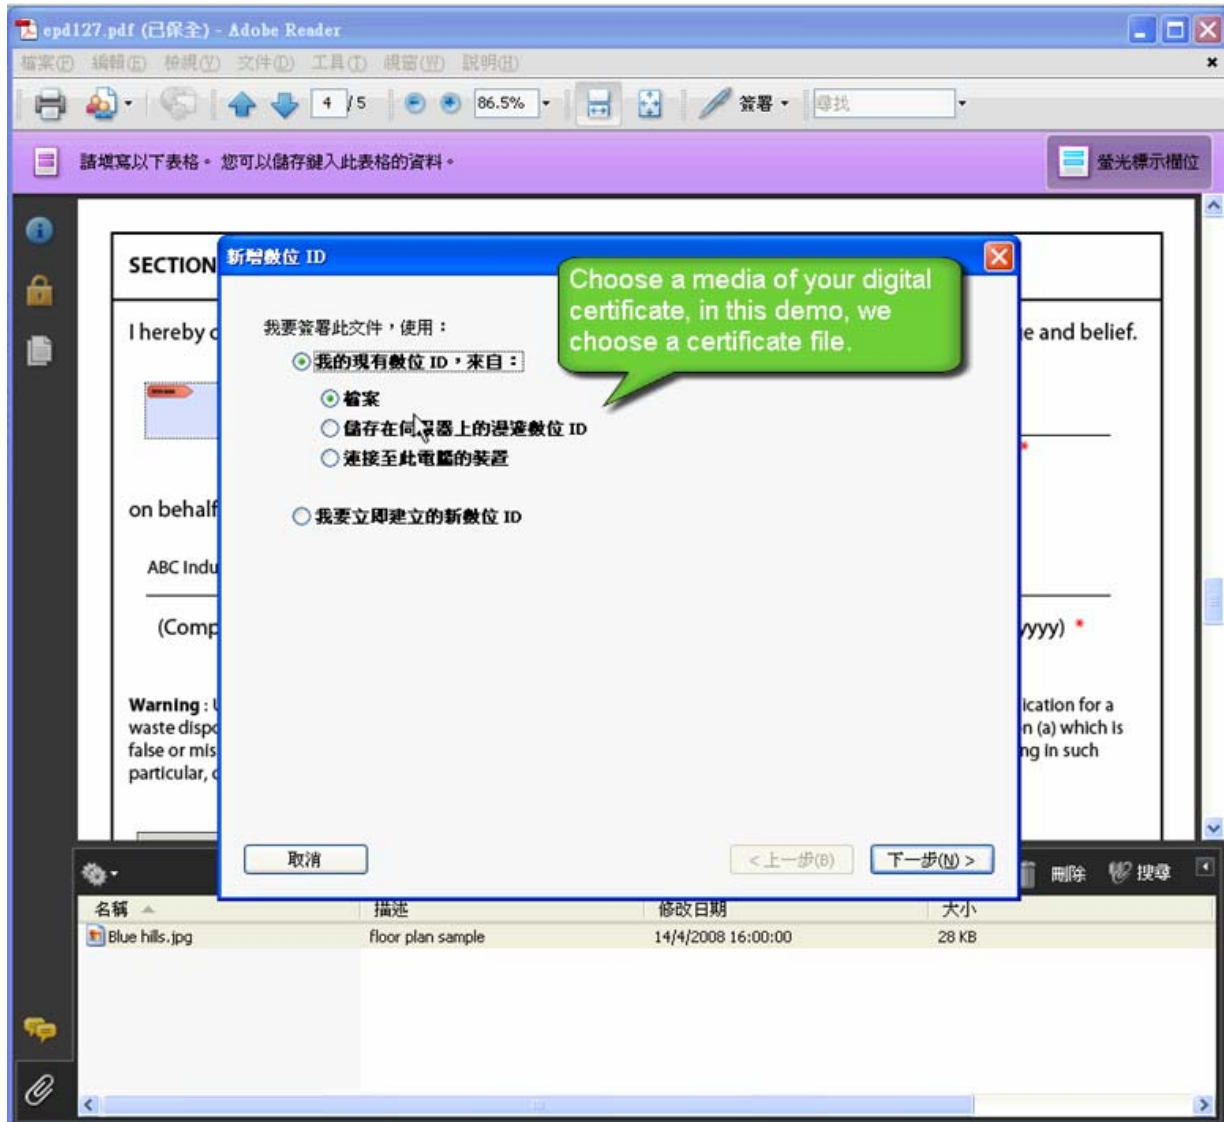 epd127.pdf (已保全) - Adobe Reader
檔案(F) 編輯(E) 檢視(V) 文件(D) 工具(T) 視窗(W) 說明(H)
4 / 5 86.5% 簽署 尋找
請填寫以下表格。 您可以儲存鍵入此表格的資料。
螢光標示欄位
SECTION
新增數位 ID
Choose a media of your digital
certificate, in this demo, we
choose a certificate file.
我要簽署此文件，使用：
I hereby
e and belief.
我的現有數位 ID，來自：
檔案
儲存在伺服器上的漫遊數位 ID
連接至此電腦的裝置
*
on behalf
我要立即建立的新數位 ID
ABC Indu
(Comp
yyyy) *
Warning :
ication for a
waste dispo
n (a) which is
false or mis
ng in such
particular,
取消
< 上一步(B)
下一步(N) >
刪除 搜尋
名稱 描述 修改日期 大小
Blue hills.jpg floor plan sample 14/4/2008 16:00:00 28 KB